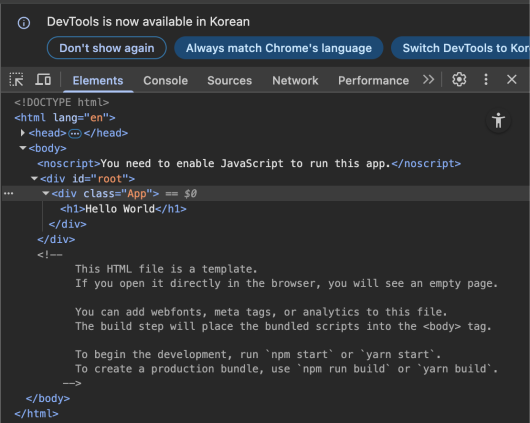 DevTools is now available in Korean
Don't show again
Always match Chrome's language
Switch DevTools to Kor
Elements Console Sources Network Performance
<!DOCTYPE html>
<html lang="en">
<head>…</head>
<body>
<noscript>You need to enable JavaScript to run this app.</noscript>
<div id="root">
<div class="App"> == $0
<h1>Hello World</h1>
</div>
</div>
<!--
This HTML file is a template.
If you open it directly in the browser, you will see an empty page.
You can add webfonts, meta tags, or analytics to this file.
The build step will place the bundled scripts into the <body> tag.
To begin the development, run `npm start` or `yarn start`.
To create a production bundle, use `npm run build` or `yarn build`.
-->
</body>
</html>